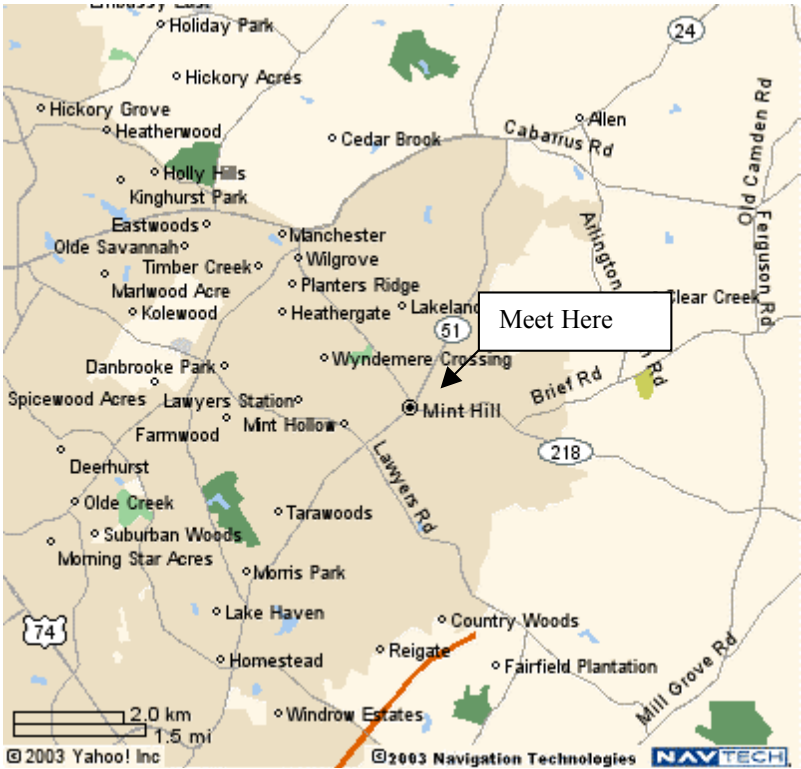 Embassy East
Holiday Park
24
Hickory Acres
Hickory Grove
Heatherwood
Allen
Cedar Brook
Cabarrus Rd
Old Camden Rd
Holly Hills
Kinghurst Park
Eastwoods
Manchester
Arlington
Ferguson Rd
Olde Savannah
Wilgrove
Timber Creek
Marlwood Acre
Planters Ridge
Kolewood
Heathergate
Lakeland
Clear Creek
51
Meet Here
Danbrooke Park
Wyndemere Crossing
Rd
Spicewood Acres
Lawyers Station
Brief Rd
Farmwood
Mint Hollow
Mint Hill
218
Deerhurst
Lawyers Rd
Olde Creek
Tarawoods
Suburban Woods
Morning Star Acres
Morris Park
Lake Haven
Country Woods
74
Homestead
Reigate
Fairfield Plantation
Mill Grove Rd
Windrow Estates
2.0 km
1.5 mi
© 2003 Yahoo! Inc
©2003 Navigation Technologies
NAVTECH